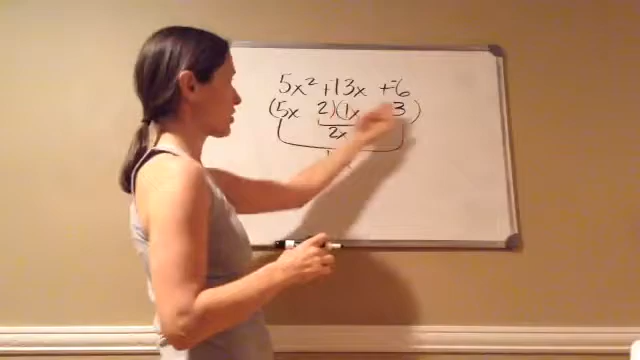 5x² + 13x + -6
(5x 2)(1x 3)
2x